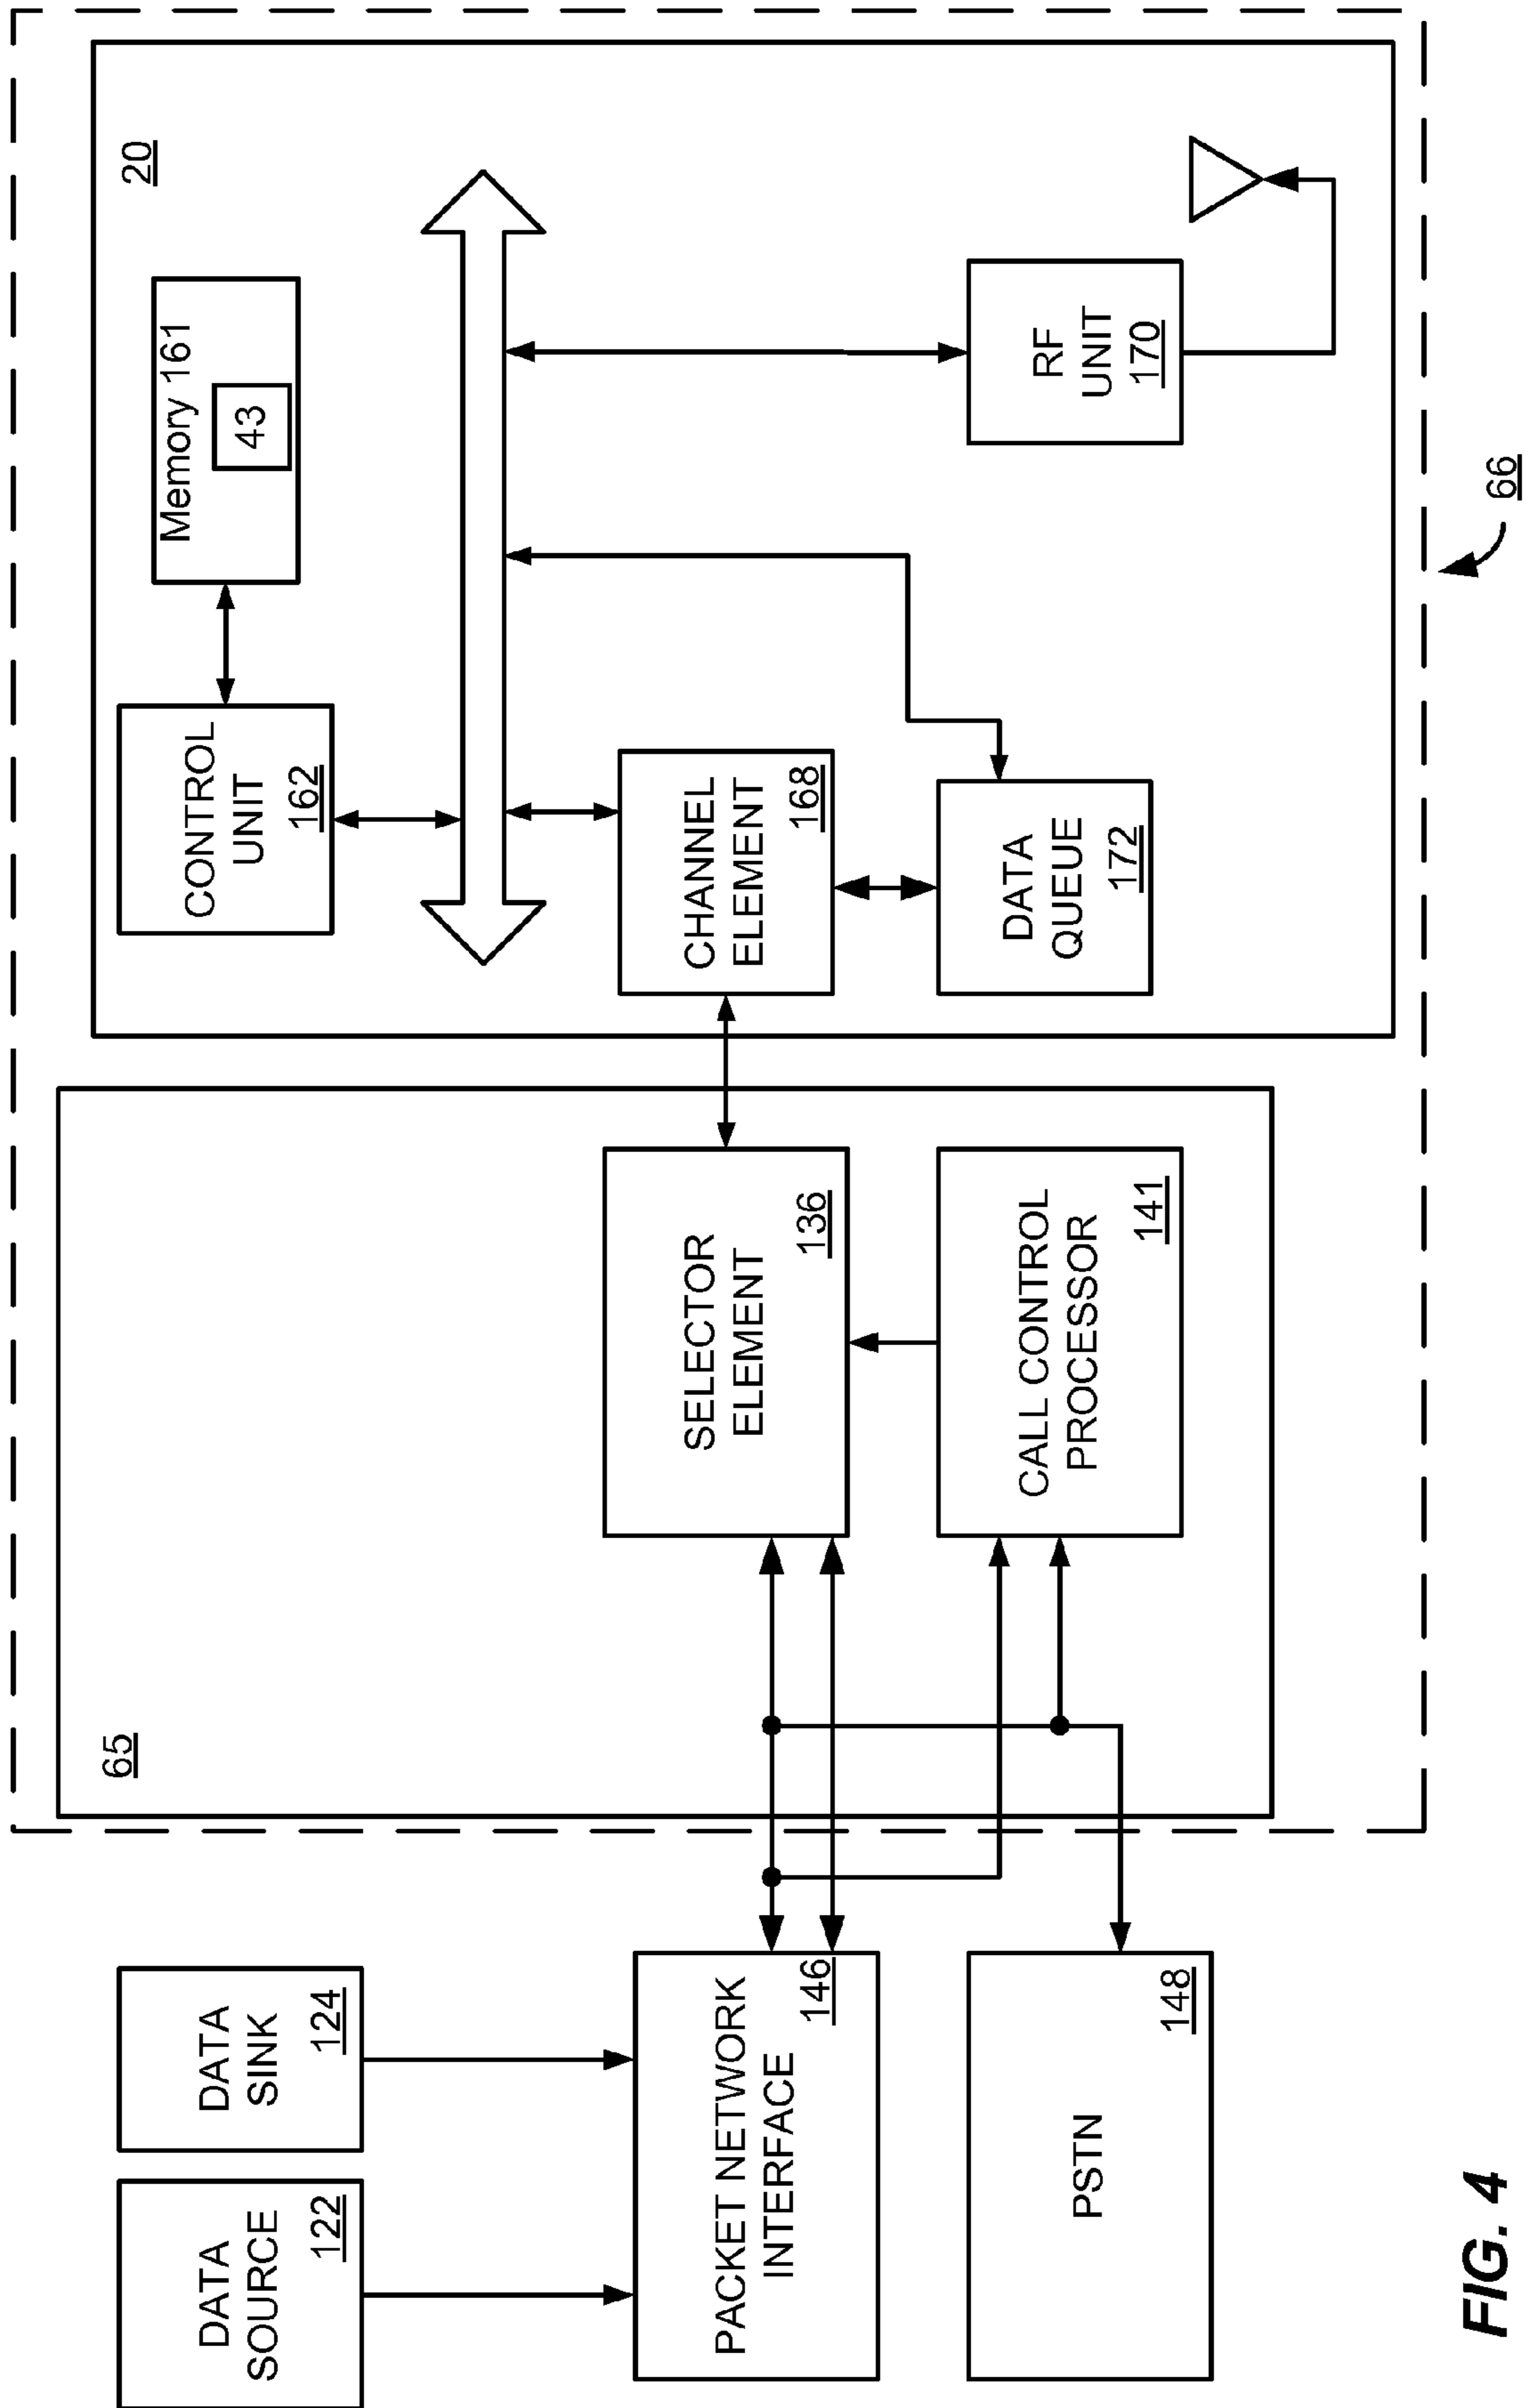 DATA
SOURCE
122
DATA
SINK
124
PACKET NETWORK
INTERFACE
146
PSTN
148
65
SELECTOR
ELEMENT
136
CALL CONTROL
PROCESSOR
141
20
CONTROL
UNIT
162
Memory 161
43
CHANNEL
ELEMENT
168
DATA
QUEUE
172
RF
UNIT
170
66
FIG. 4